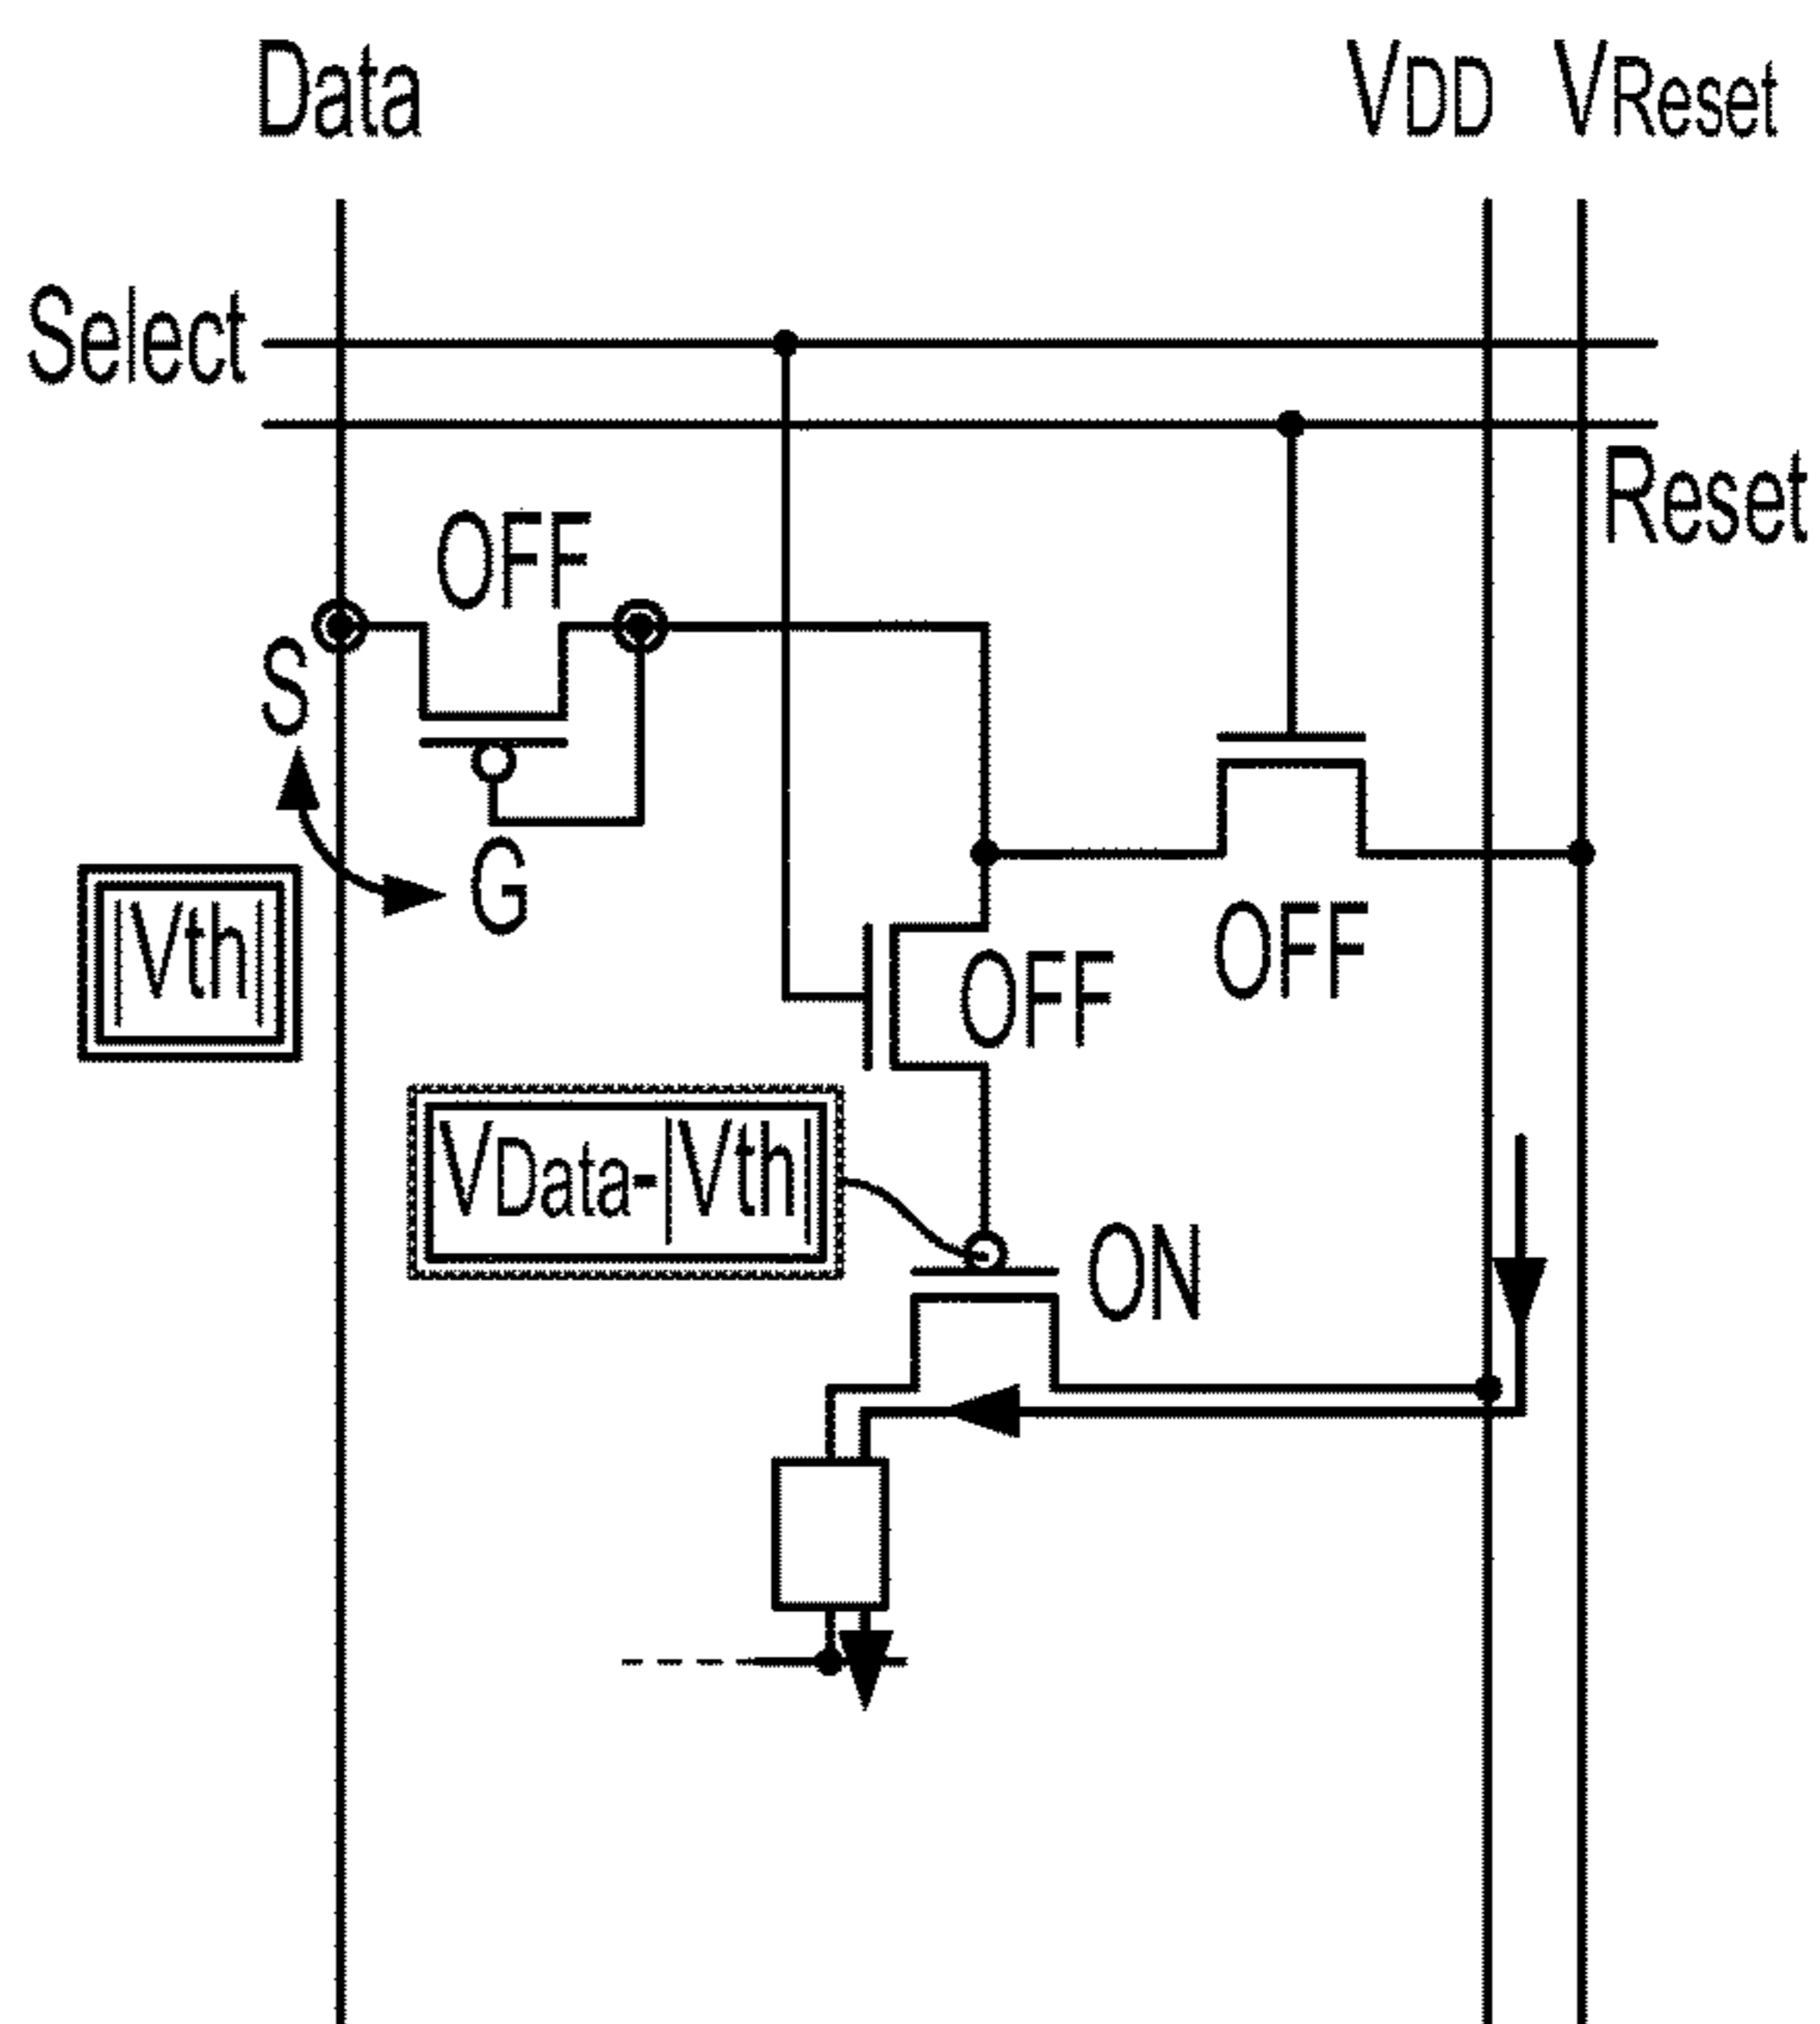 Data
VDD
VReset
Select
Reset
OFF
S
G
|Vth|
OFF
OFF
VData-|Vth|
ON